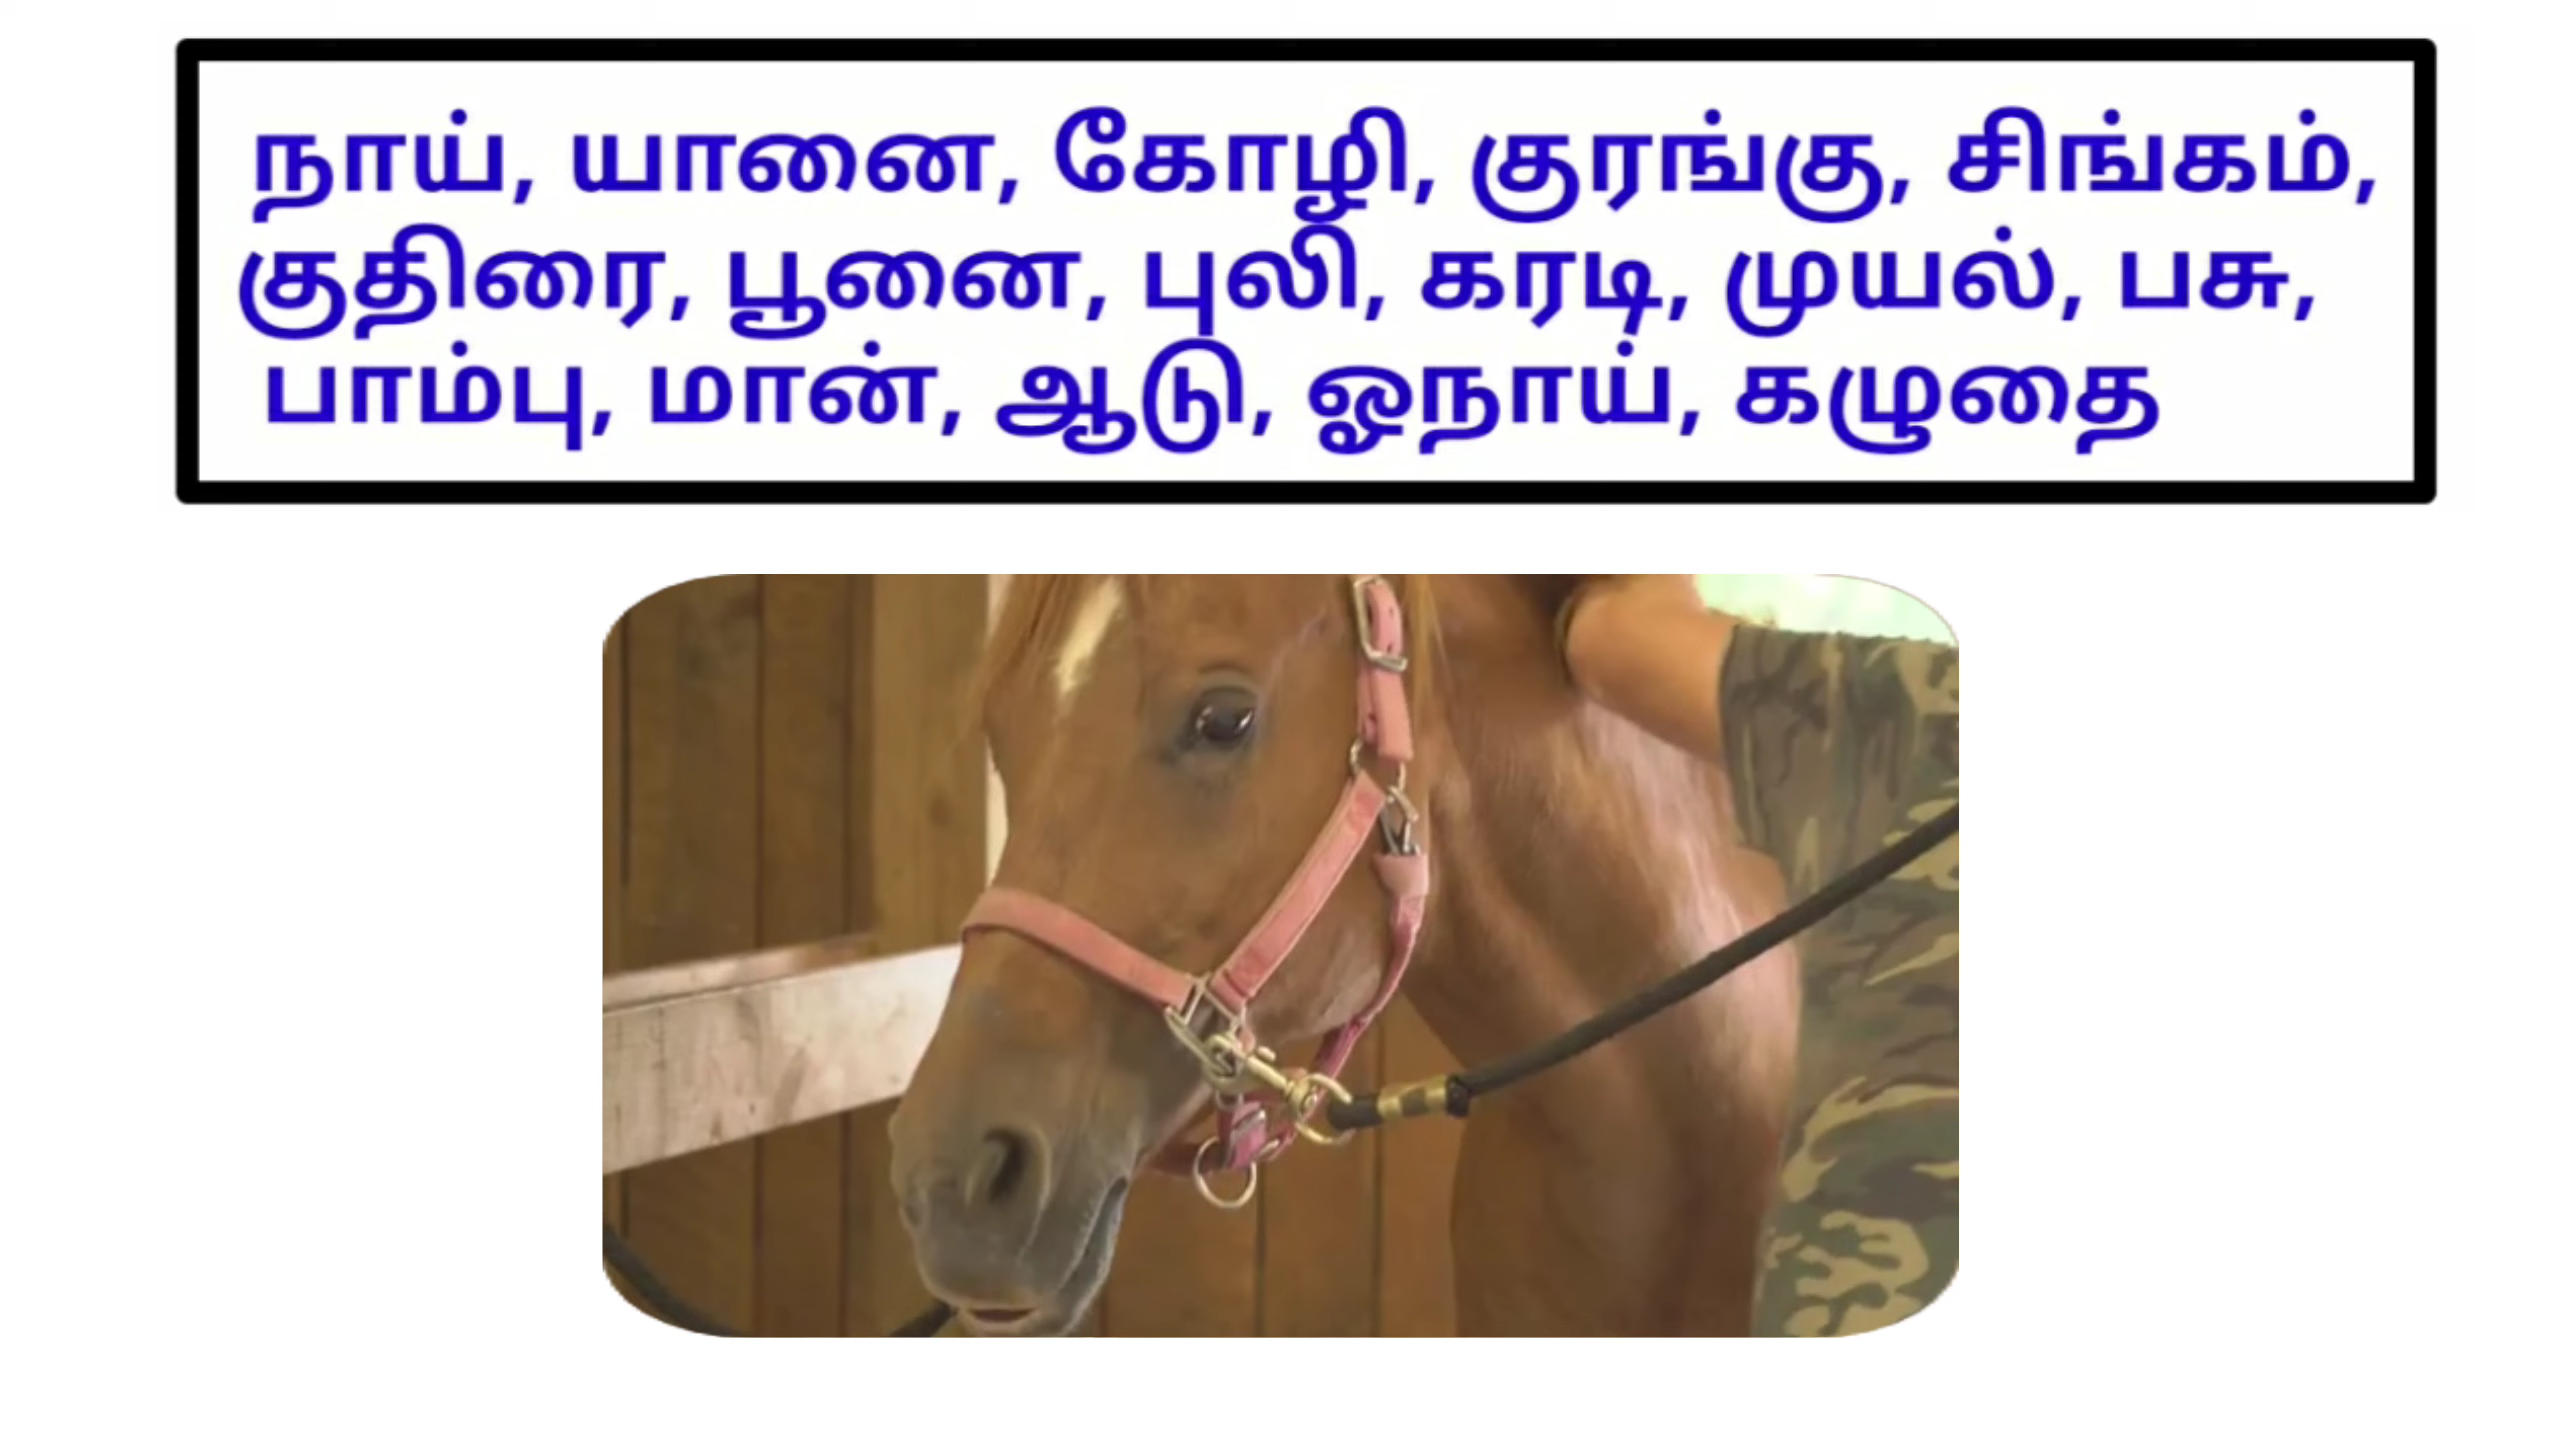 நாய், யானை, கோழி, குரங்கு, சிங்கம்,
குதிரை, பூனை, புலி, கரடி, முயல், பசு,
பாம்பு, மான், ஆடு, ஓநாய், கழுதை